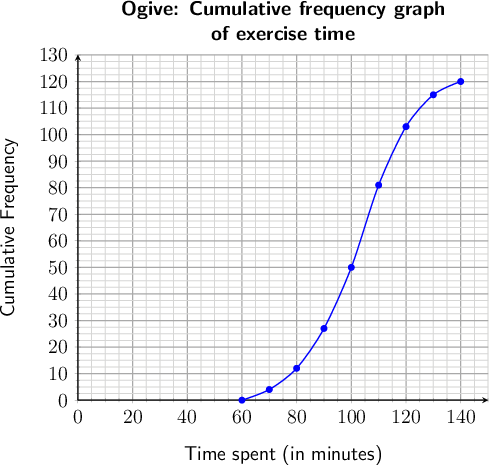 Ogive: Cumulative frequency graph
of exercise time
130
120
110
100
90
80
70
60
50
40
30
20
10
0
Cumulative Frequency
0 20 40 60 80 100 120 140
Time spent (in minutes)